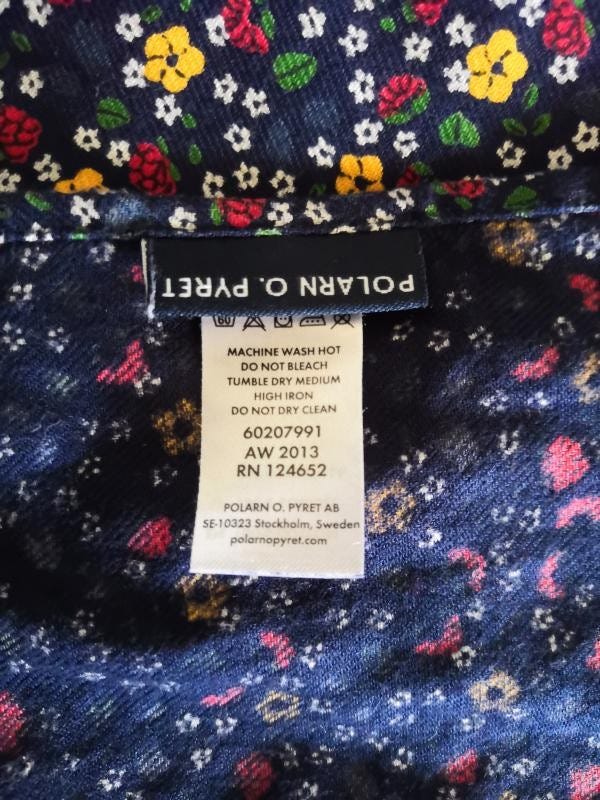 POLARN O. PYRET
60
MACHINE WASH HOT
DO NOT BLEACH
TUMBLE DRY MEDIUM
HIGH IRON
DO NOT DRY CLEAN
60207991
AW 2013
RN 124652
POLARN O. PYRET AB
SE-10323 Stockholm, Sweden
polarnopyret.com